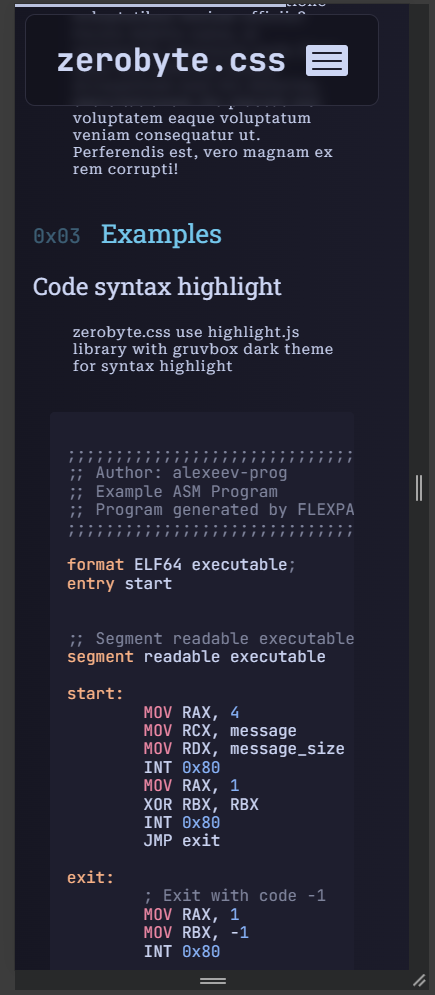 zerobyte.css
voluptatem eaque voluptatum
veniam consequatur ut.
Perferendis est, vero magnam ex
rem corrupti!
0x03 Examples
Code syntax highlight
zerobyte.css use highlight.js
library with gruvbox dark theme
for syntax highlight
;;;;;;;;;;;;;;;;;;;;;;;;;;;;;;
;; Author: alexeev-prog
;; Example ASM Program
;; Program generated by FLEXPA
;;;;;;;;;;;;;;;;;;;;;;;;;;;;;;
format ELF64 executable;
entry start
;; Segment readable executable
segment readable executable
start:
MOV RAX, 4
MOV RCX, message
MOV RDX, message_size
INT 0x80
MOV RAX, 1
XOR RBX, RBX
INT 0x80
JMP exit
exit:
; Exit with code -1
MOV RAX, 1
MOV RBX, -1
INT 0x80